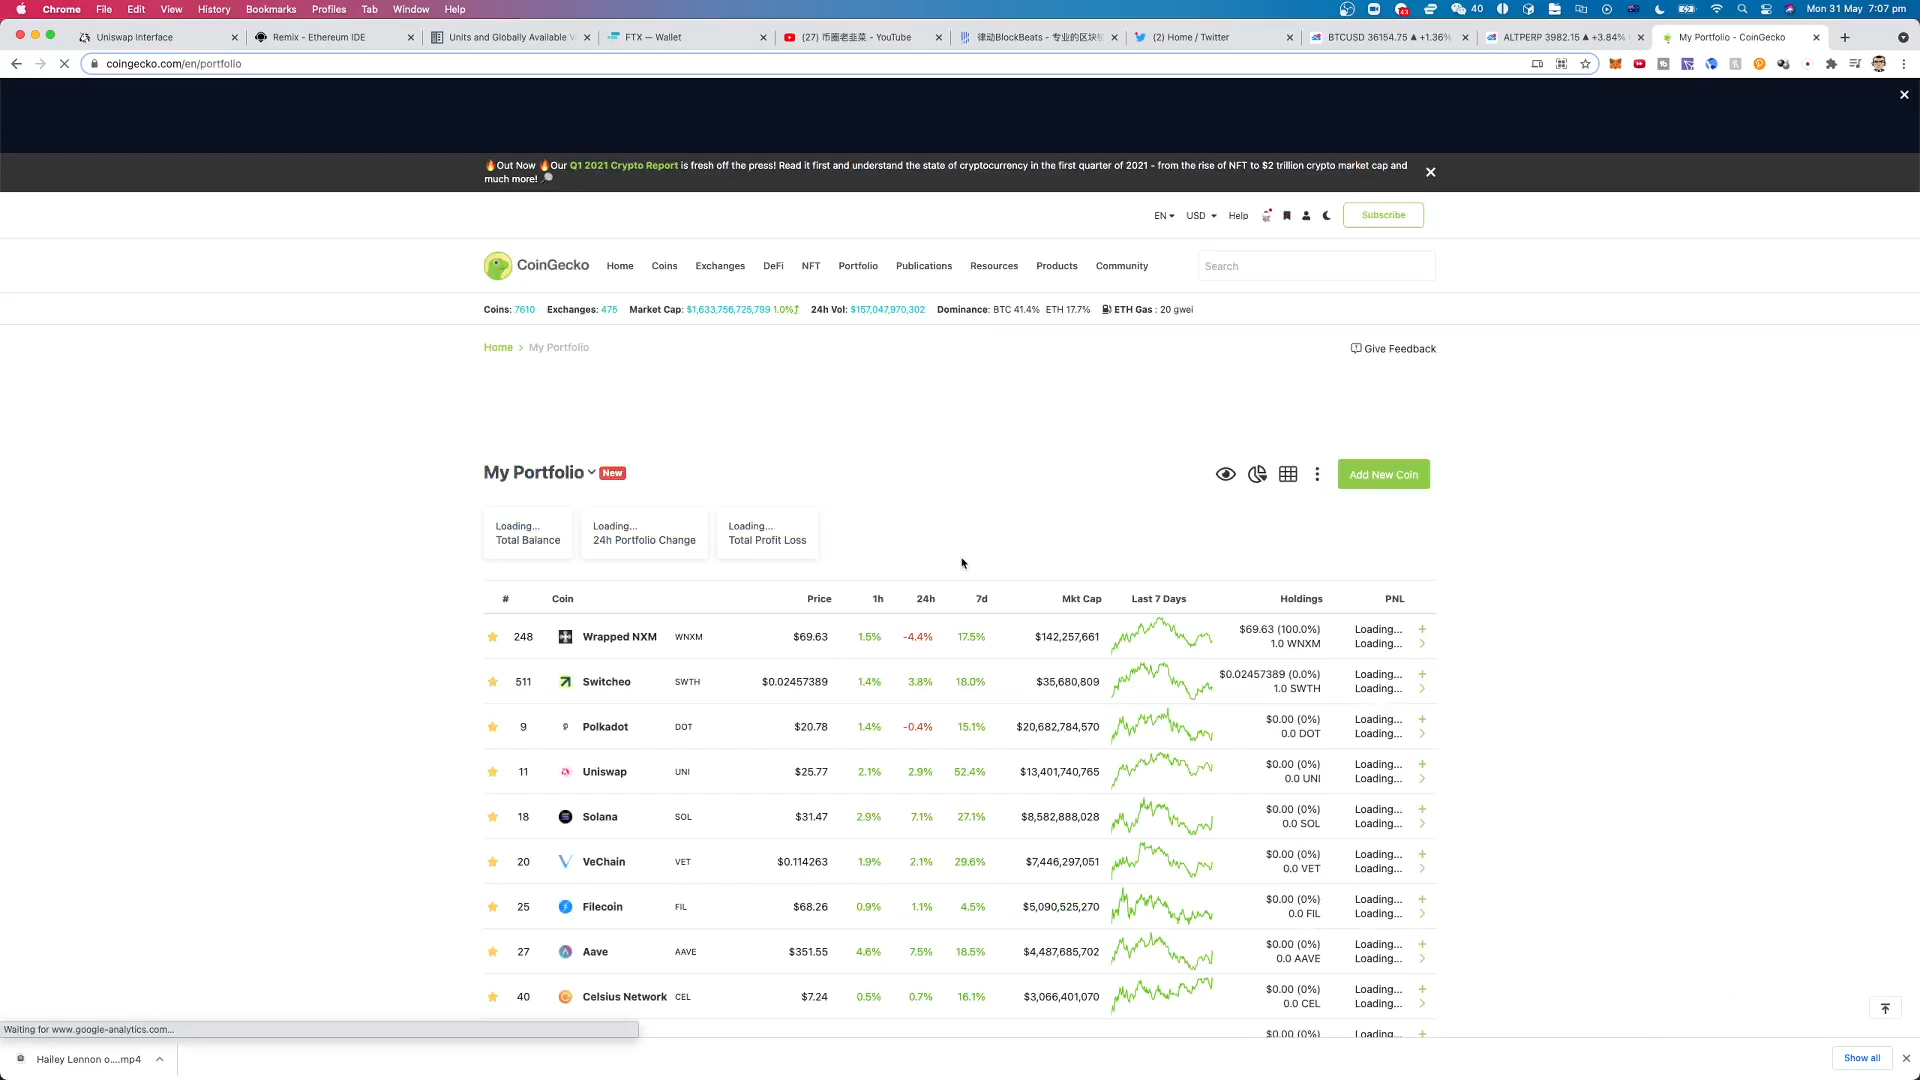 Chrome File Edit View History Bookmarks Profiles Tab Window Help 43 40 Mon 31 May 7:07 pm
Uniswap Interface Remix - Ethereum IDE Units and Globally Available V FTX — Wallet (27) 币圈老韭菜 - YouTube 律动BlockBeats - 专业的区块 (2) Home / Twitter BTCUSD 36154.75 ▲ +1.36% ALTPERP 3982.15 ▲ +3.84% My Portfolio - CoinGecko
coingecko.com/en/portfolio
🔥Out Now 🔥Our Q1 2021 Crypto Report is fresh off the press! Read it first and understand the state of cryptocurrency in the first quarter of 2021 - from the rise of NFT to $2 trillion crypto market cap and
much more!
EN USD Help Subscribe
CoinGecko Home Coins Exchanges DeFi NFT Portfolio Publications Resources Products Community Search
Coins: 7610 Exchanges: 475 Market Cap: $1,633,756,725,799 1.0% 24h Vol: $157,047,970,302 Dominance: BTC 41.4% ETH 17.7% ETH Gas : 20 gwei
Home > My Portfolio Give Feedback
My Portfolio New Add New Coin
Loading... Loading... Loading...
Total Balance 24h Portfolio Change Total Profit Loss
# Coin Price 1h 24h 7d Mkt Cap Last 7 Days Holdings PNL
248 Wrapped NXM WNXM $69.63 1.5% -4.4% 17.5% $142,257,661 $69.63 (100.0%) Loading... +
1.0 WNXM Loading... >
511 Switcheo SWTH $0.02457389 1.4% 3.8% 18.0% $35,680,809 $0.02457389 (0.0%) Loading... +
1.0 SWTH Loading... >
9 Polkadot DOT $20.78 1.4% -0.4% 15.1% $20,682,784,570 $0.00 (0%) Loading... +
0.0 DOT Loading... >
11 Uniswap UNI $25.77 2.1% 2.9% 52.4% $13,401,740,765 $0.00 (0%) Loading... +
0.0 UNI Loading... >
18 Solana SOL $31.47 2.9% 7.1% 27.1% $8,582,888,028 $0.00 (0%) Loading... +
0.0 SOL Loading... >
20 VeChain VET $0.114263 1.9% 2.1% 29.6% $7,446,297,051 $0.00 (0%) Loading... +
0.0 VET Loading... >
25 Filecoin FIL $68.26 0.9% 1.1% 4.5% $5,090,525,270 $0.00 (0%) Loading... +
0.0 FIL Loading... >
27 Aave AAVE $351.55 4.6% 7.5% 18.5% $4,487,685,702 $0.00 (0%) Loading... +
0.0 AAVE Loading... >
40 Celsius Network CEL $7.24 0.5% 0.7% 16.1% $3,066,401,070 $0.00 (0%) Loading... +
0.0 CEL Loading... >
$0.00 (0%) Loading... +
Waiting for www.google-analytics.com...
Hailey Lennon o....mp4 Show all